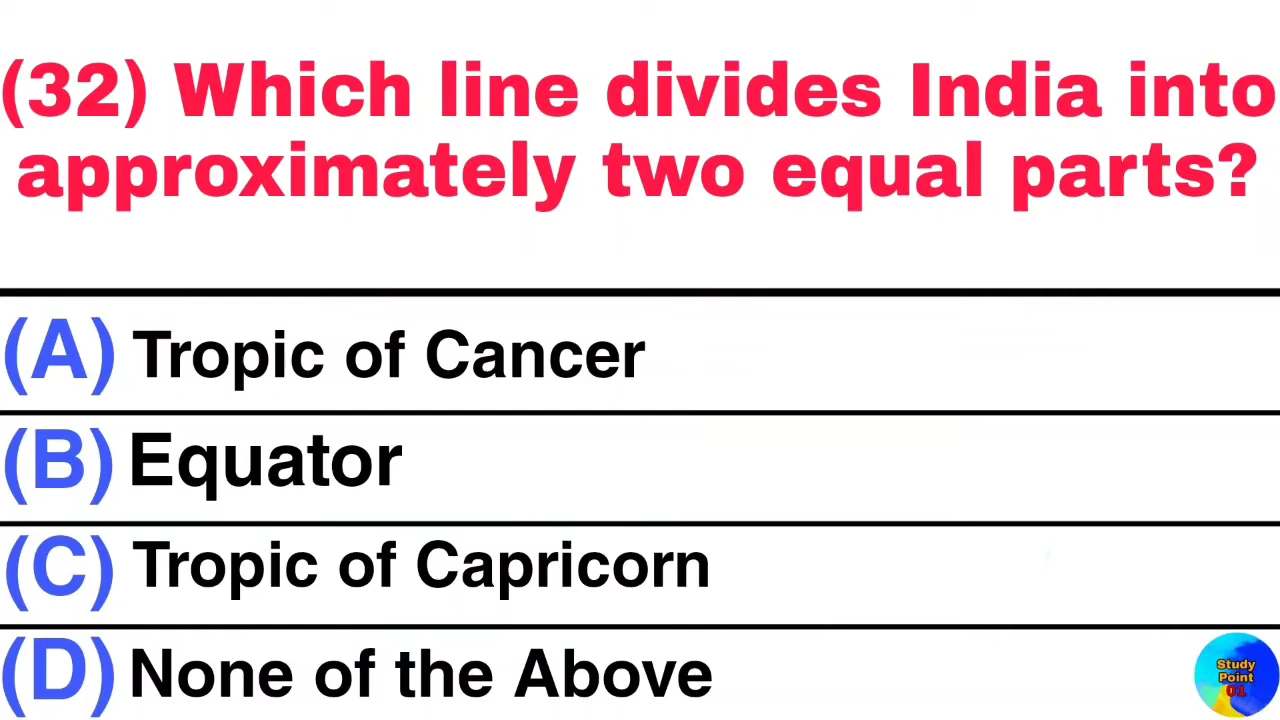 (32) Which line divides India into
approximately two equal parts?
(A) Tropic of Cancer
(B) Equator
(C) Tropic of Capricorn
(D) None of the Above
Study
Point
01